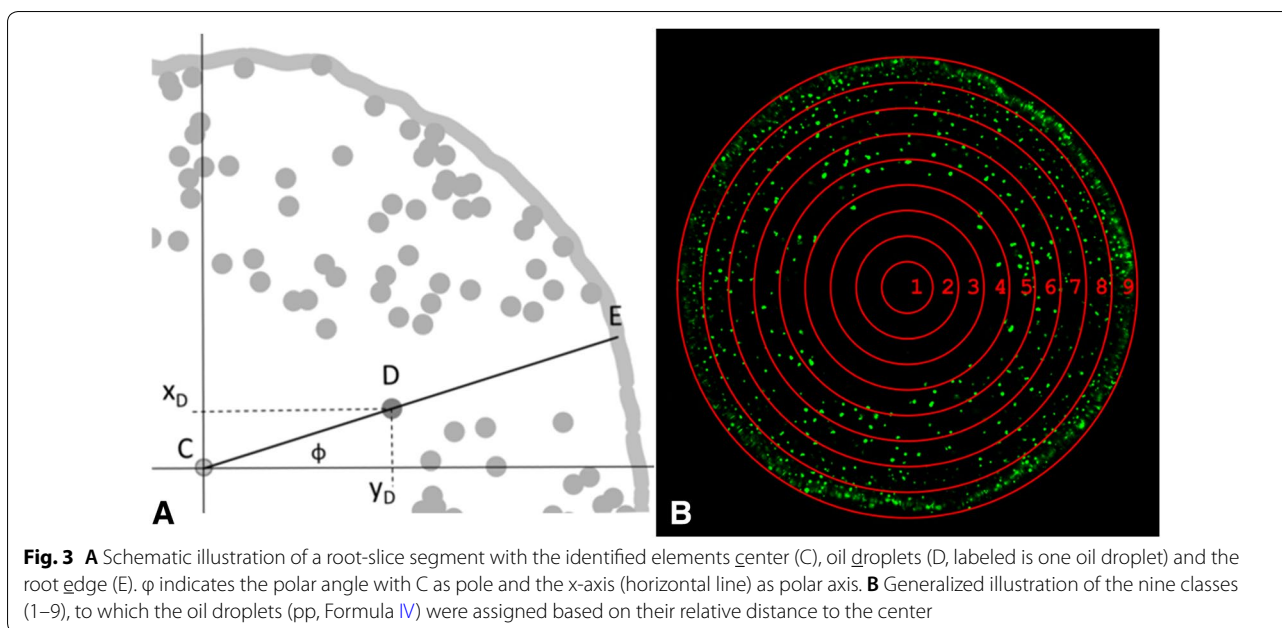 E
D
x_D
C
φ
y_D
A
1 2 3 4 5 6 7 8 9
B
Fig. 3 A Schematic illustration of a root-slice segment with the identified elements center (C), oil droplets (D, labeled is one oil droplet) and the
root edge (E). φ indicates the polar angle with C as pole and the x-axis (horizontal line) as polar axis. B Generalized illustration of the nine classes
(1–9), to which the oil droplets (pp, Formula IV) were assigned based on their relative distance to the center